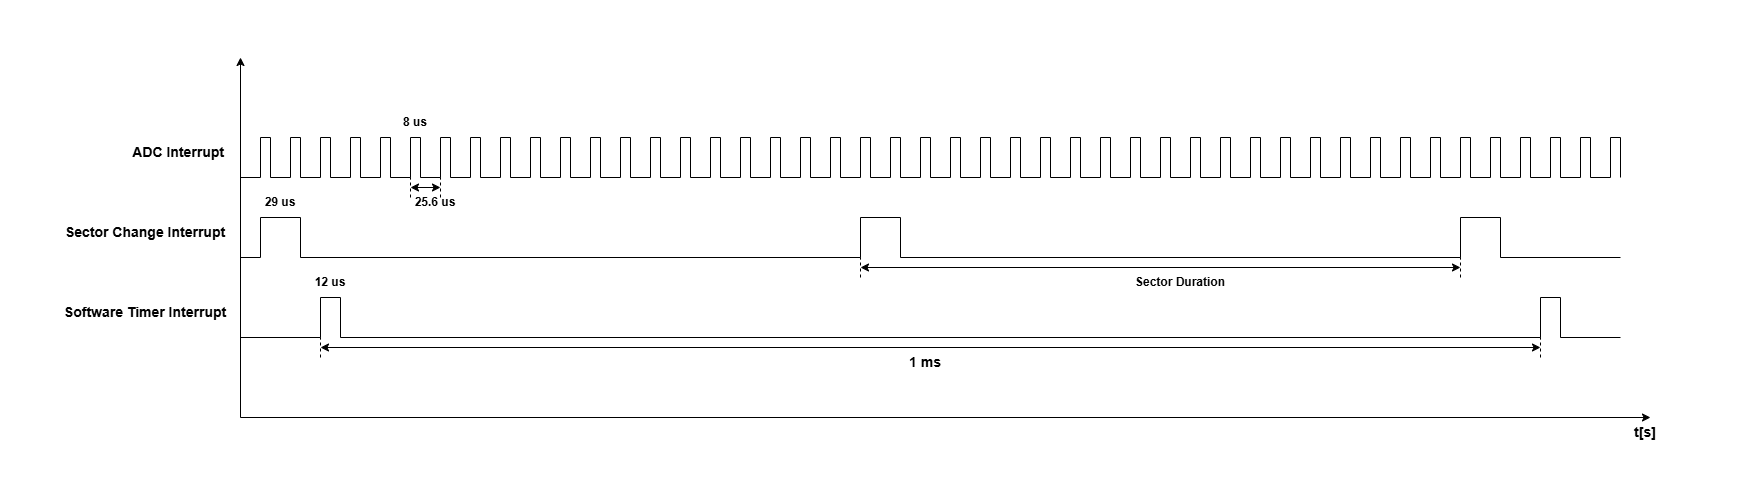 8 us
ADC Interrupt
25.6 us
29 us
Sector Change Interrupt
Sector Duration
12 us
Software Timer Interrupt
1 ms
t[s]